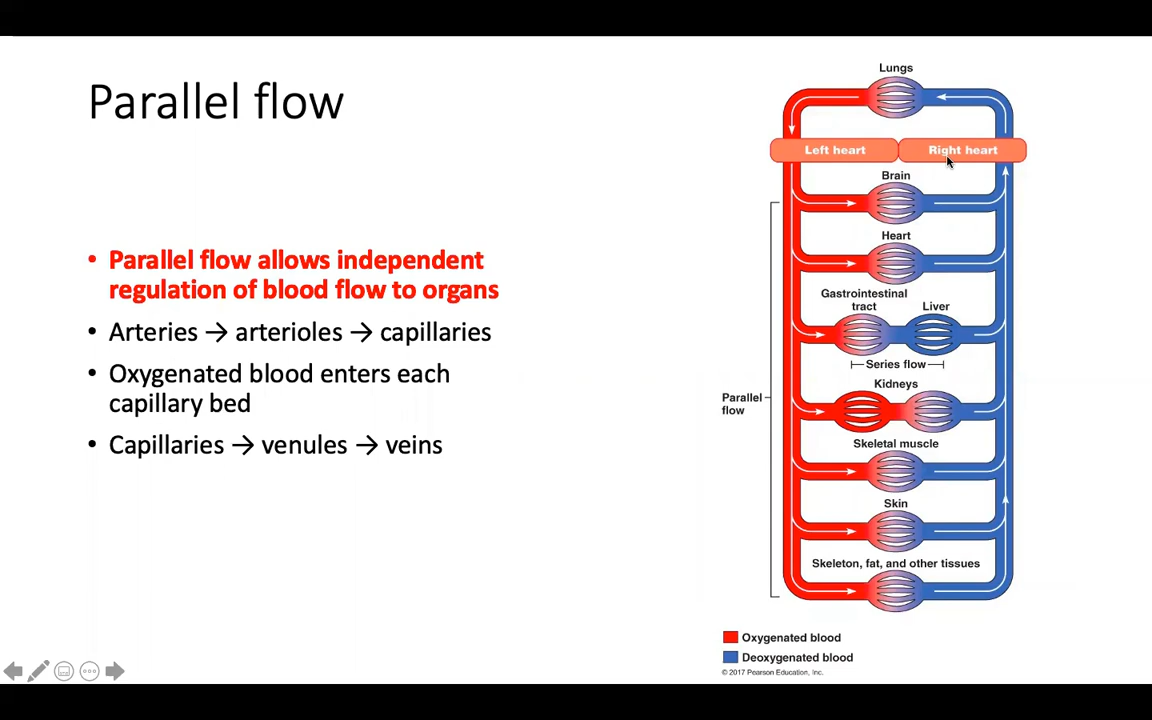 Parallel flow
• Parallel flow allows independent
regulation of blood flow to organs
• Arteries → arterioles → capillaries
• Oxygenated blood enters each
capillary bed
• Capillaries → venules → veins
Lungs
Left heart
Right heart
Brain
Heart
Gastrointestinal
tract
Liver
Series flow
Kidneys
Parallel
flow
Skeletal muscle
Skin
Skeleton, fat, and other tissues
Oxygenated blood
Deoxygenated blood
© 2017 Pearson Education, Inc.